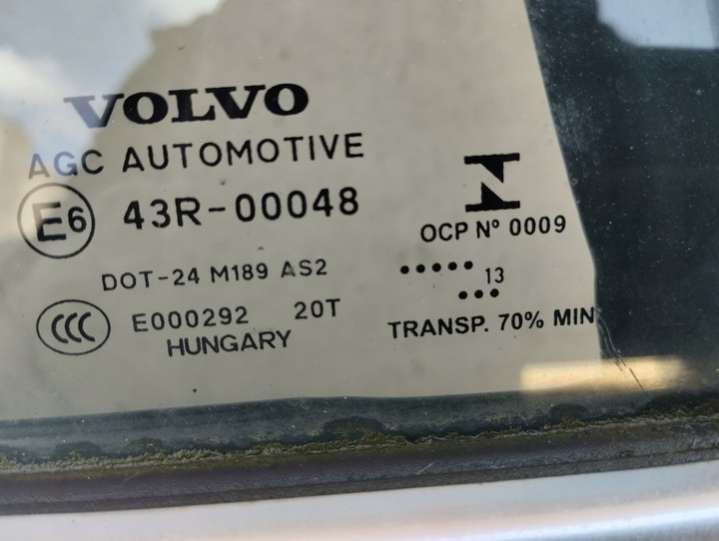 VOLVO
AGC AUTOMOTIVE
E6 43R-00048
OCP Nº 0009
DOT-24 M189 AS2
••••• 13
•••
CCC E000292 20T
HUNGARY
TRANSP. 70% MIN